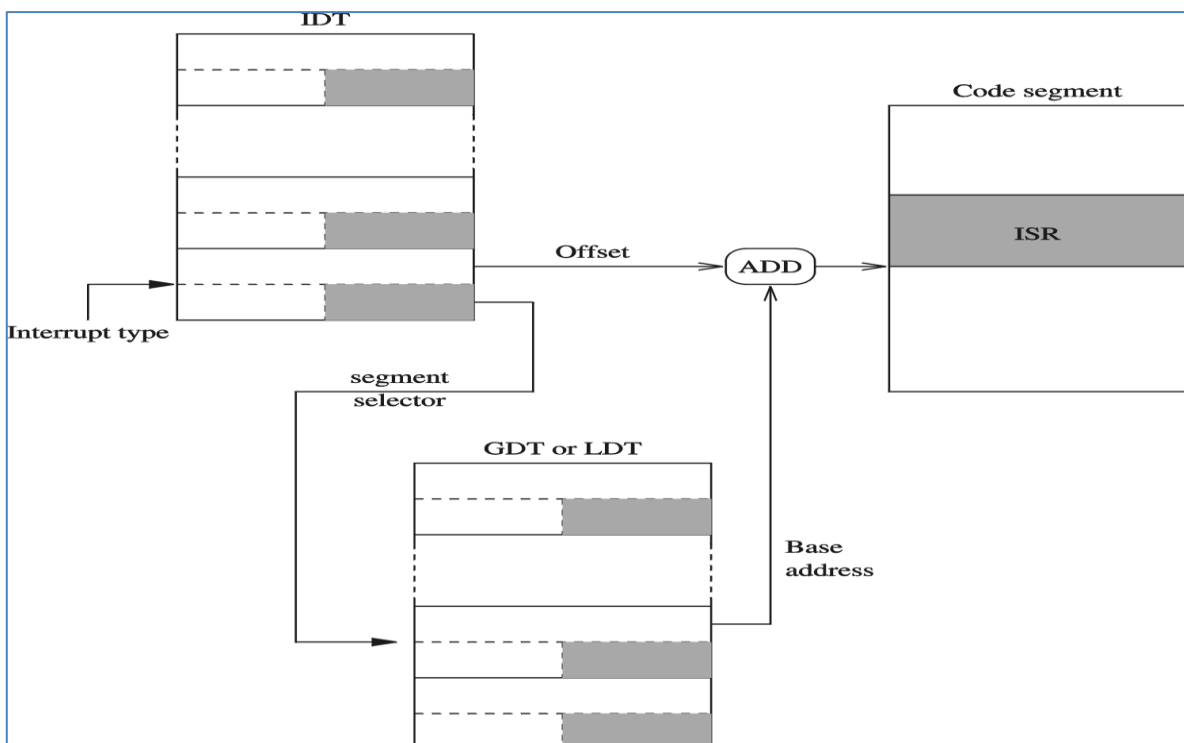 IDT
Code segment
ISR
Offset
ADD
Interrupt type
segment
selector
GDT or LDT
Base
address